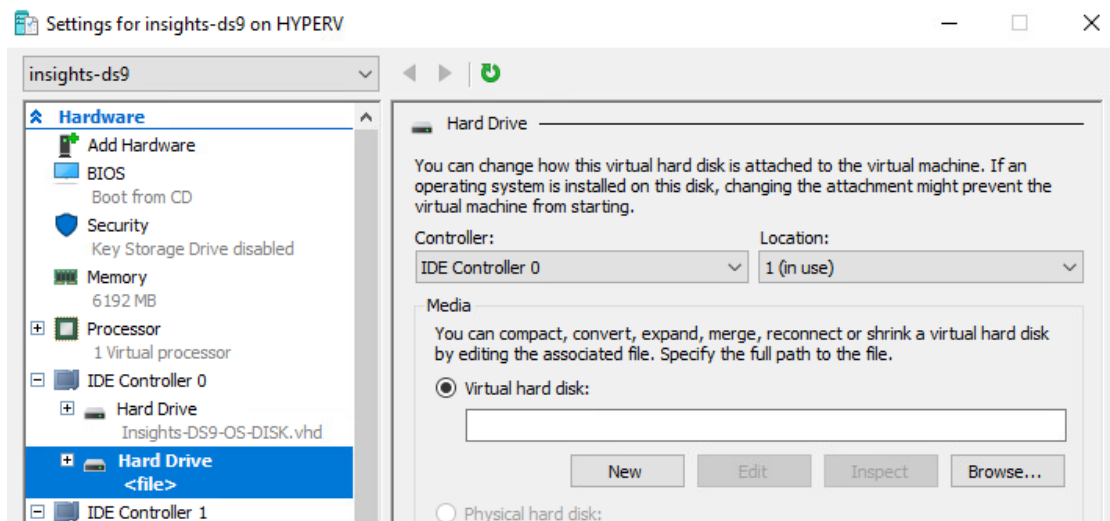 Settings for insights-ds9 on HYPERV
insights-ds9
Hardware
Add Hardware
BIOS
Boot from CD
Security
Key Storage Drive disabled
Memory
6192 MB
Processor
1 Virtual processor
IDE Controller 0
Hard Drive
Insights-DS9-OS-DISK.vhd
Hard Drive
<file>
IDE Controller 1
Hard Drive
You can change how this virtual hard disk is attached to the virtual machine. If an
operating system is installed on this disk, changing the attachment might prevent the
virtual machine from starting.
Controller:
Location:
IDE Controller 0
1 (in use)
Media
You can compact, convert, expand, merge, reconnect or shrink a virtual hard disk
by editing the associated file. Specify the full path to the file.
Virtual hard disk:
New
Edit
Inspect
Browse...
Physical hard disk: